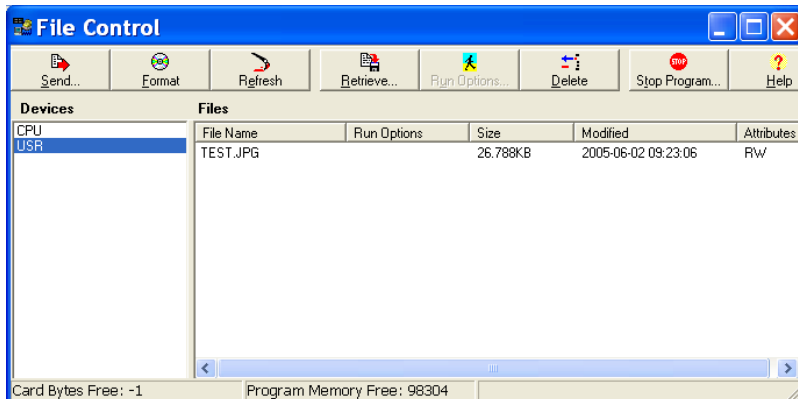 File Control
Send... Format Refresh Retrieve... Run Options... Delete STOP Stop Program... ? Help
Devices Files
CPU File Name Run Options Size Modified Attributes
USR TEST.JPG 26.788KB 2005-06-02 09:23:06 RW
Card Bytes Free: -1 Program Memory Free: 98304